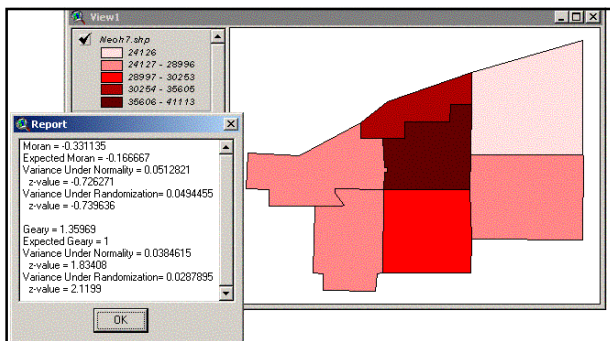 View1
Neoh7.shp
24126
24127 - 28996
28997 - 30253
30254 - 35605
35606 - 41113
Report
Moran = -0.331135
Expected Moran = -0.166667
Variance Under Normality = 0.0512821
z-value = -0.726271
Variance Under Randomization= 0.0494455
z-value = -0.739636
Geary = 1.35969
Expected Geary = 1
Variance Under Normality = 0.0384615
z-value = 1.83408
Variance Under Randomization= 0.0287895
z-value = 2.1199
OK